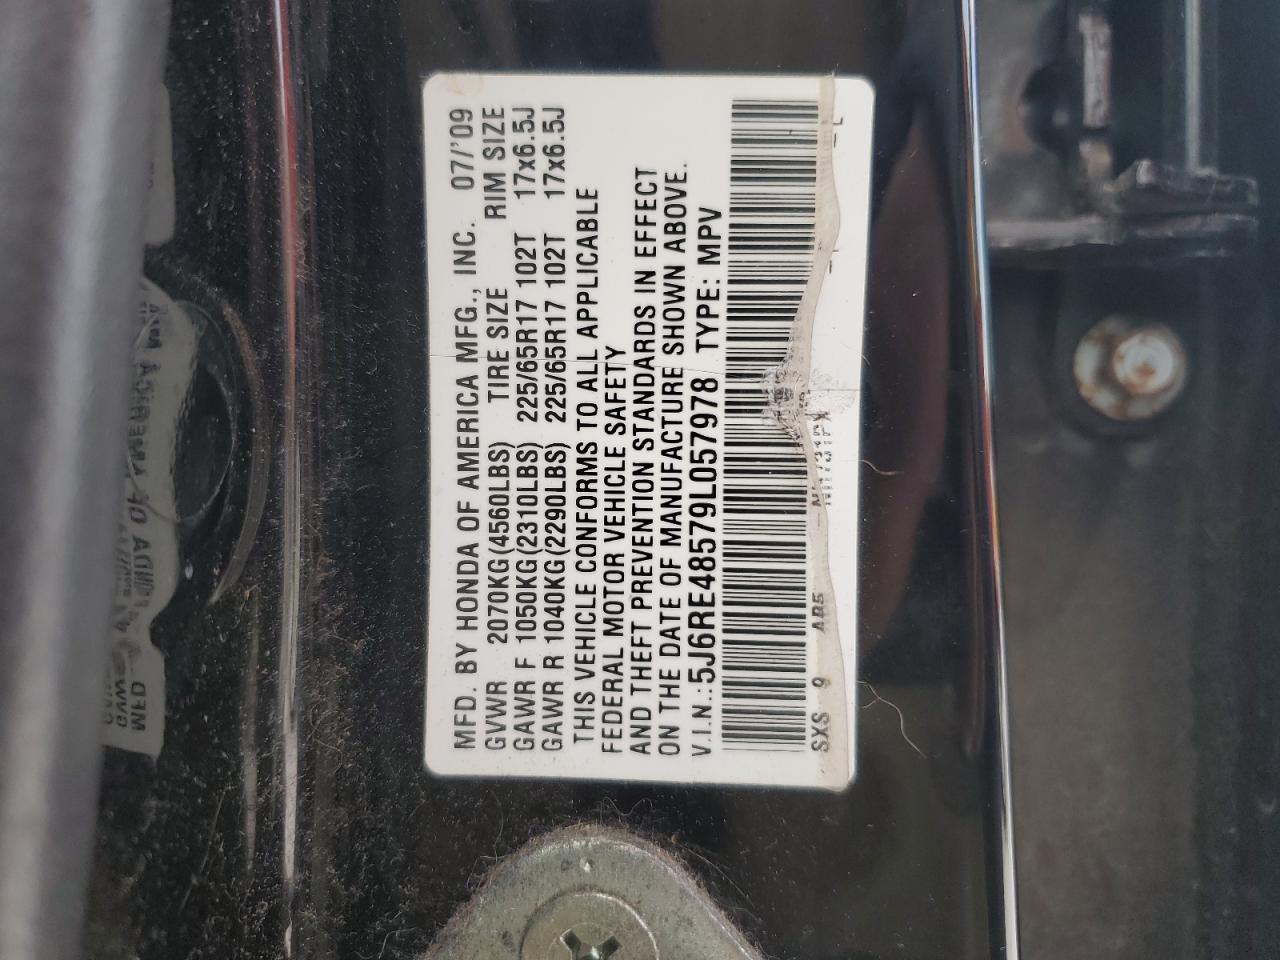 MFD. BY HONDA OF AMERICA MFG., INC. 07/'09
GVWR 2070KG(4560LBS) TIRE SIZE RIM SIZE
GAWR F 1050KG(2310LBS) 225/65R17 102T 17x6.5J
GAWR R 1040KG(2290LBS) 225/65R17 102T 17x6.5J
THIS VEHICLE CONFORMS TO ALL APPLICABLE
FEDERAL MOTOR VEHICLE SAFETY
AND THEFT PREVENTION STANDARDS IN EFFECT
ON THE DATE OF MANUFACTURE SHOWN ABOVE.
V.I.N.:5J6RE48579L057978 TYPE: MPV
SXS 9